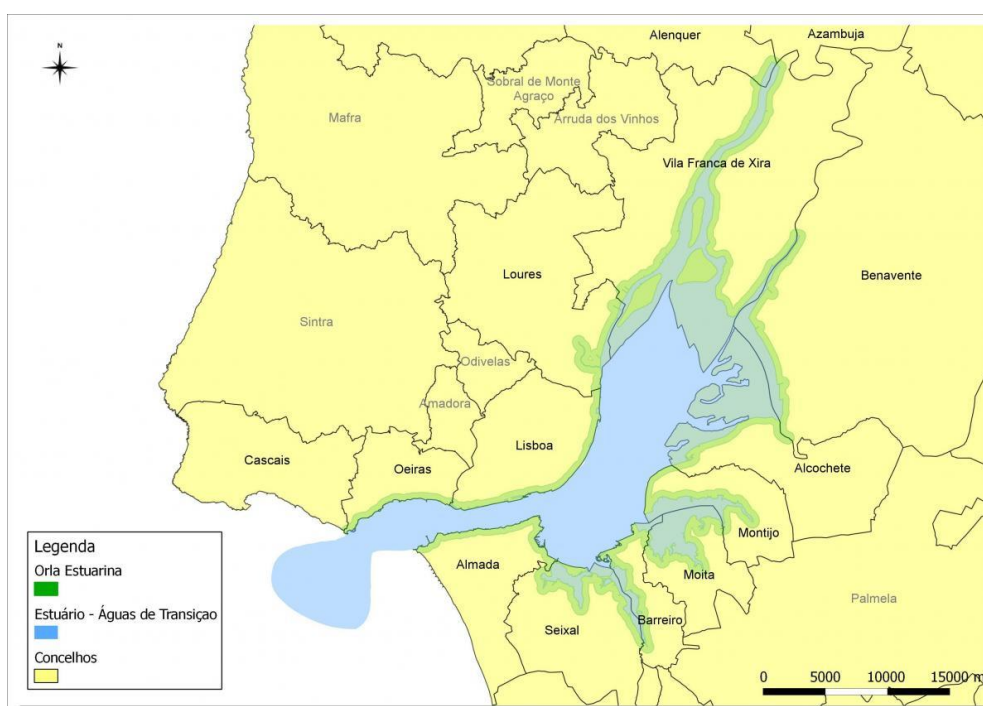 Alenquer
Azambuja
N
Sobral de Monte
Agraço
Mafra
Arruda dos Vinhos
Vila Franca de Xira
Loures
Benavente
Sintra
Odivelas
Amadora
Lisboa
Cascais
Oeiras
Alcochete
Montijo
Almada
Moita
Palmela
Seixal
Barreiro
Legenda
Orla Estuarina
Estuário - Águas de Transiçao
Concelhos
0 5000 10000 15000 m